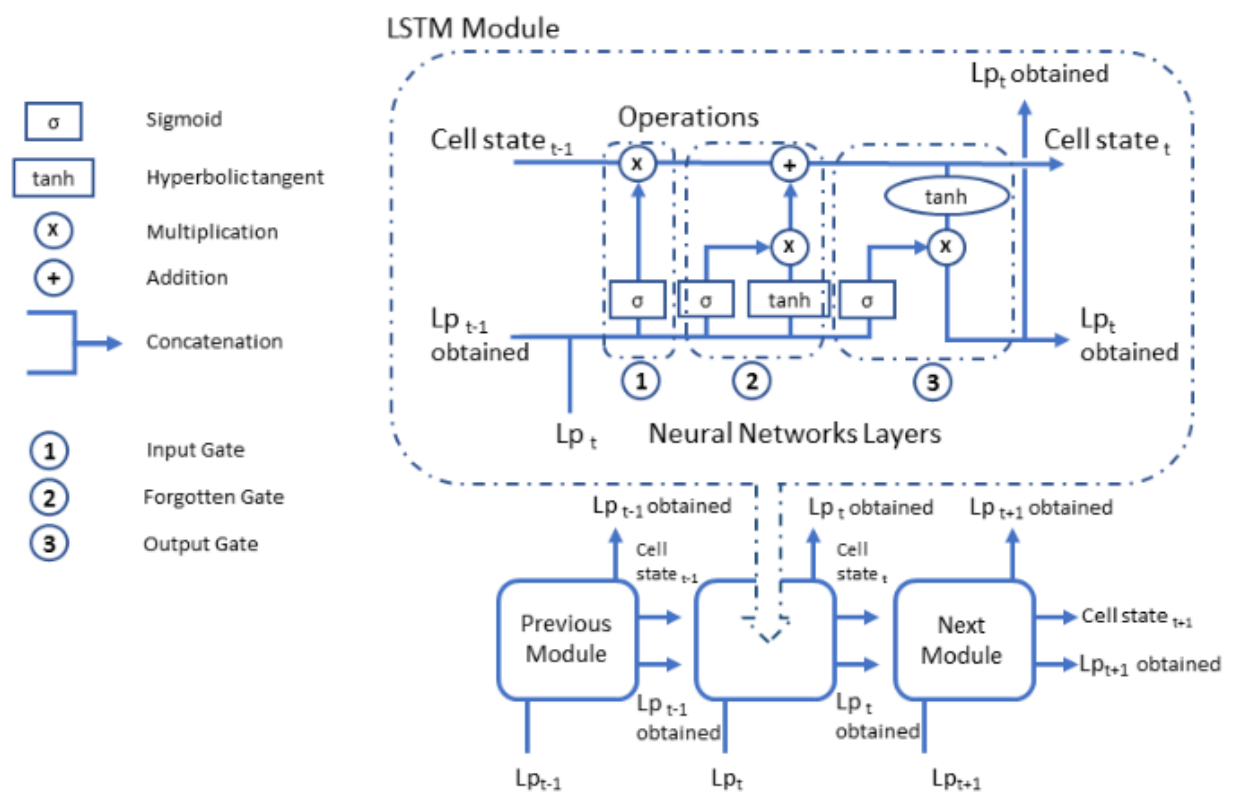 LSTM Module
σ Sigmoid
tanh Hyperbolic tangent
x Multiplication
+ Addition
Concatenation
1 Input Gate
2 Forgotten Gate
3 Output Gate
Lpt obtained
Operations
Cell state t-1
x
+
Cell state t
tanh
x
x
σ
σ
tanh
σ
Lp t-1
obtained
Lpt
obtained
1
2
3
Lp t
Neural Networks Layers
Lp t-1 obtained
Lp t obtained
Lp t+1 obtained
Cell
state t-1
Cell
state t
Previous
Module
Next
Module
Cell state t+1
Lpt+1 obtained
Lp t-1
obtained
Lp t
obtained
Lpt-1
Lpt
Lpt+1